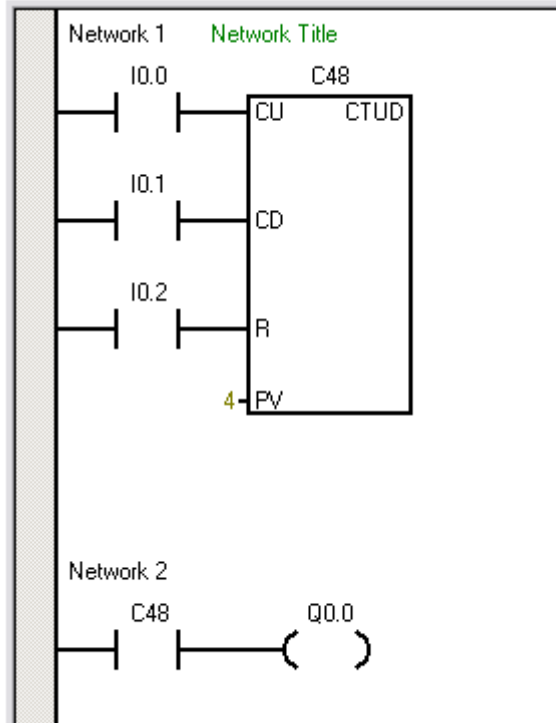 Network 1 Network Title
I0.0 C48
CU CTUD
I0.1
CD
I0.2
R
4 PV
Network 2
C48 Q0.0